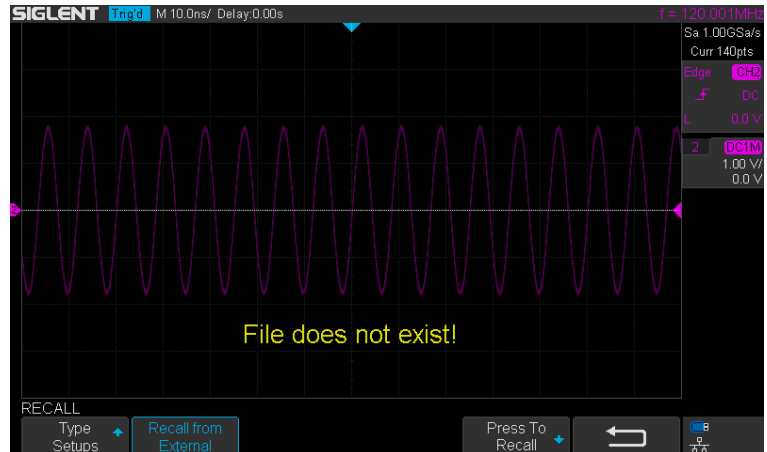 SIGLENT Trig'd M 10.0ns/ Delay:0.00s f = 120.001MHz
Sa 1.00GSa/s
Curr 140pts
Edge CH2
DC
L 0.0 V
2 DC1M
1.00 V/
0.0 V
2
File does not exist!
RECALL
Type Setups
Recall from External
Press To Recall